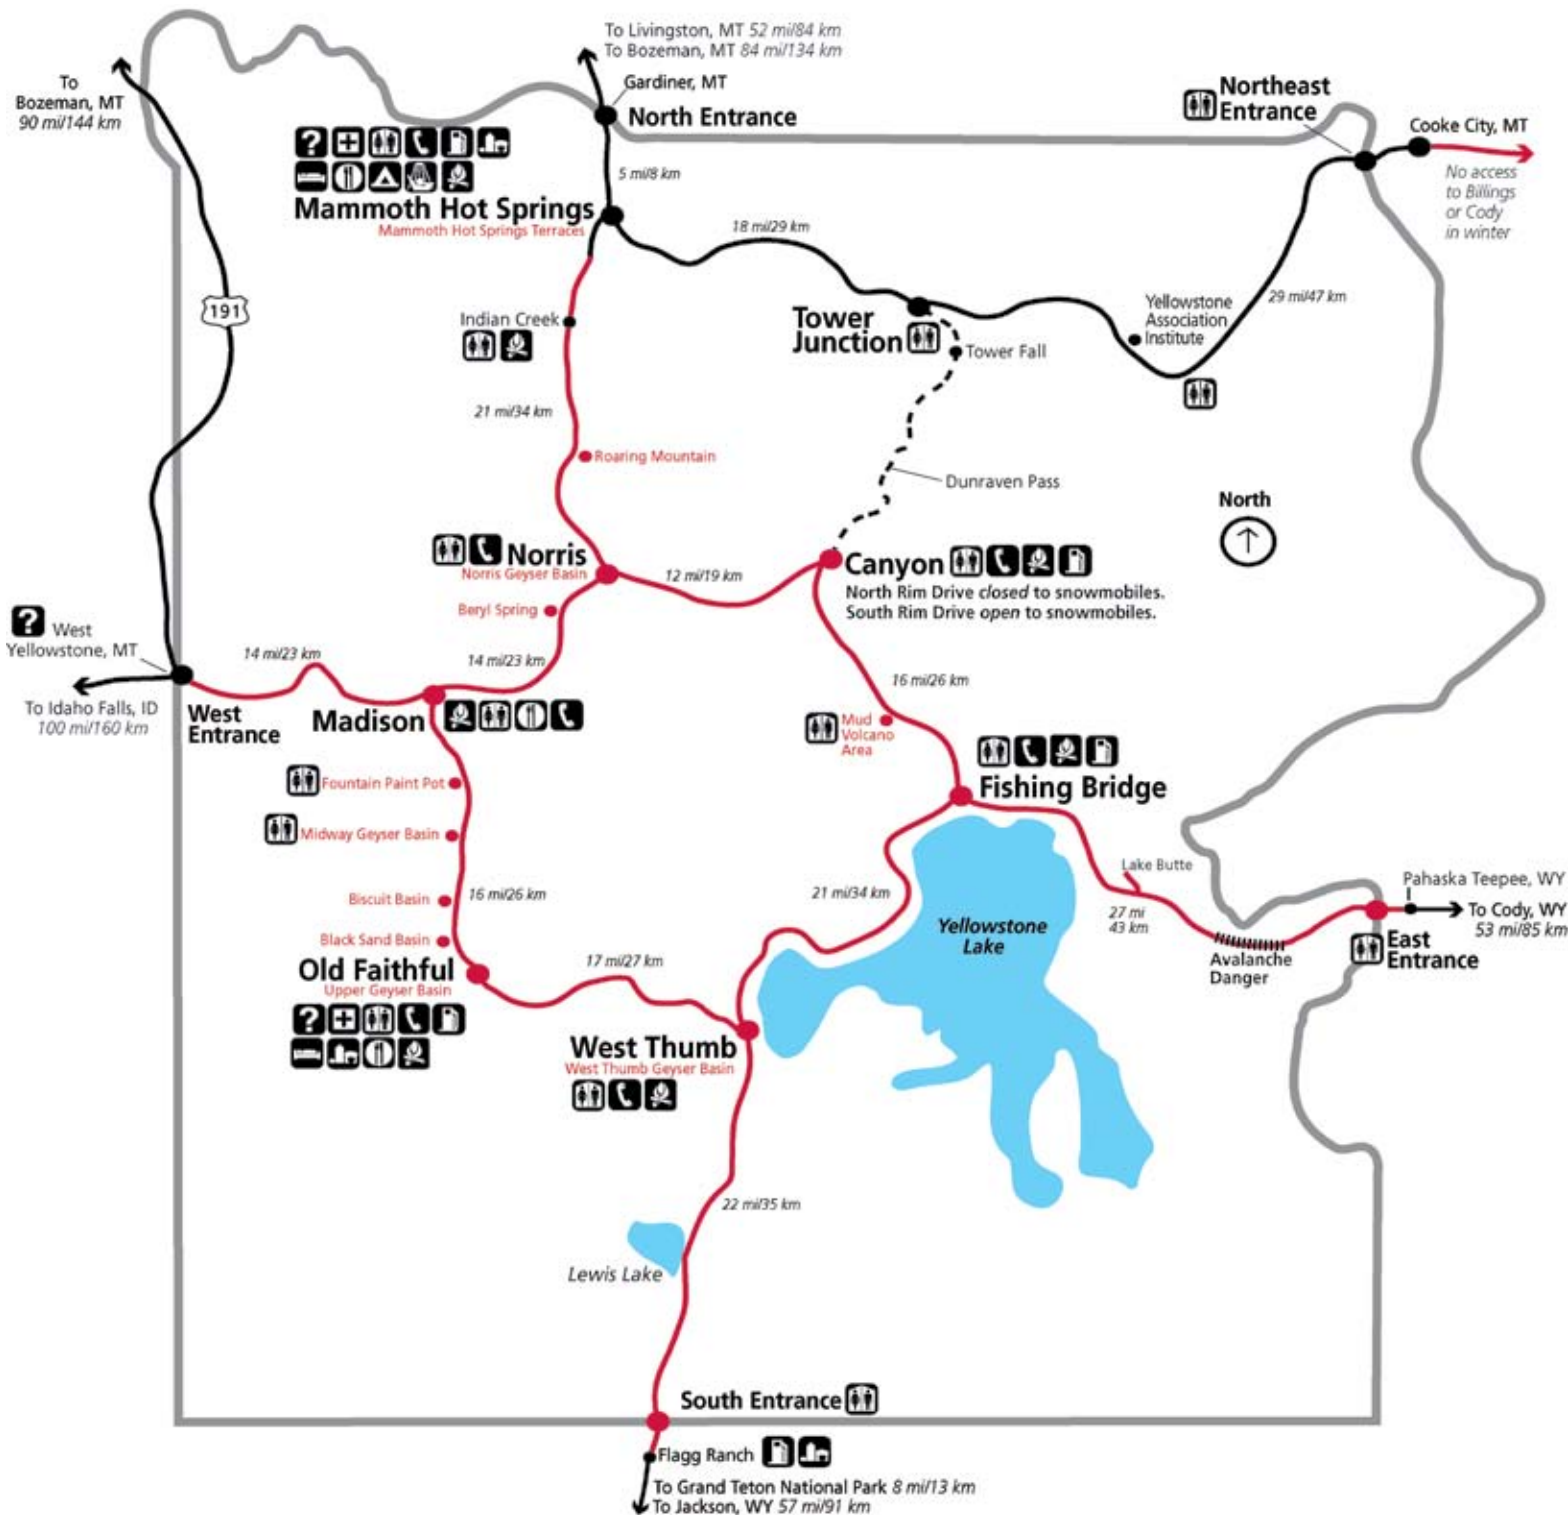 To Livingston, MT 52 mi/84 km
To Bozeman, MT 84 mi/134 km
Gardiner, MT
North Entrance
To
Bozeman, MT
90 mi/144 km
Northeast
Entrance
Cooke City, MT
No access
to Billings
or Cody
in winter
?
5 mi/8 km
Mammoth Hot Springs
Mammoth Hot Springs Terraces
18 mi/29 km
191
Indian Creek
Tower
Junction
Tower Fall
Yellowstone
Association
Institute
29 mi/47 km
21 mi/34 km
Roaring Mountain
Dunraven Pass
North
Norris
Norris Geyser Basin
12 mi/19 km
Canyon
North Rim Drive closed to snowmobiles.
South Rim Drive open to snowmobiles.
Beryl Spring
? West
Yellowstone, MT
14 mi/23 km
14 mi/23 km
To Idaho Falls, ID
100 mi/160 km
West
Entrance
Madison
16 mi/26 km
Mud
Volcano
Area
Fishing Bridge
Fountain Paint Pot
Midway Geyser Basin
Biscuit Basin
16 mi/26 km
Black Sand Basin
Old Faithful
Upper Geyser Basin
?
17 mi/27 km
21 mi/34 km
Yellowstone
Lake
Lake Butte
27 mi
43 km
Avalanche
Danger
Pahaska Teepee, WY
To Cody, WY
53 mi/85 km
East
Entrance
West Thumb
West Thumb Geyser Basin
22 mi/35 km
Lewis Lake
South Entrance
Flagg Ranch
To Grand Teton National Park 8 mi/13 km
To Jackson, WY 57 mi/91 km